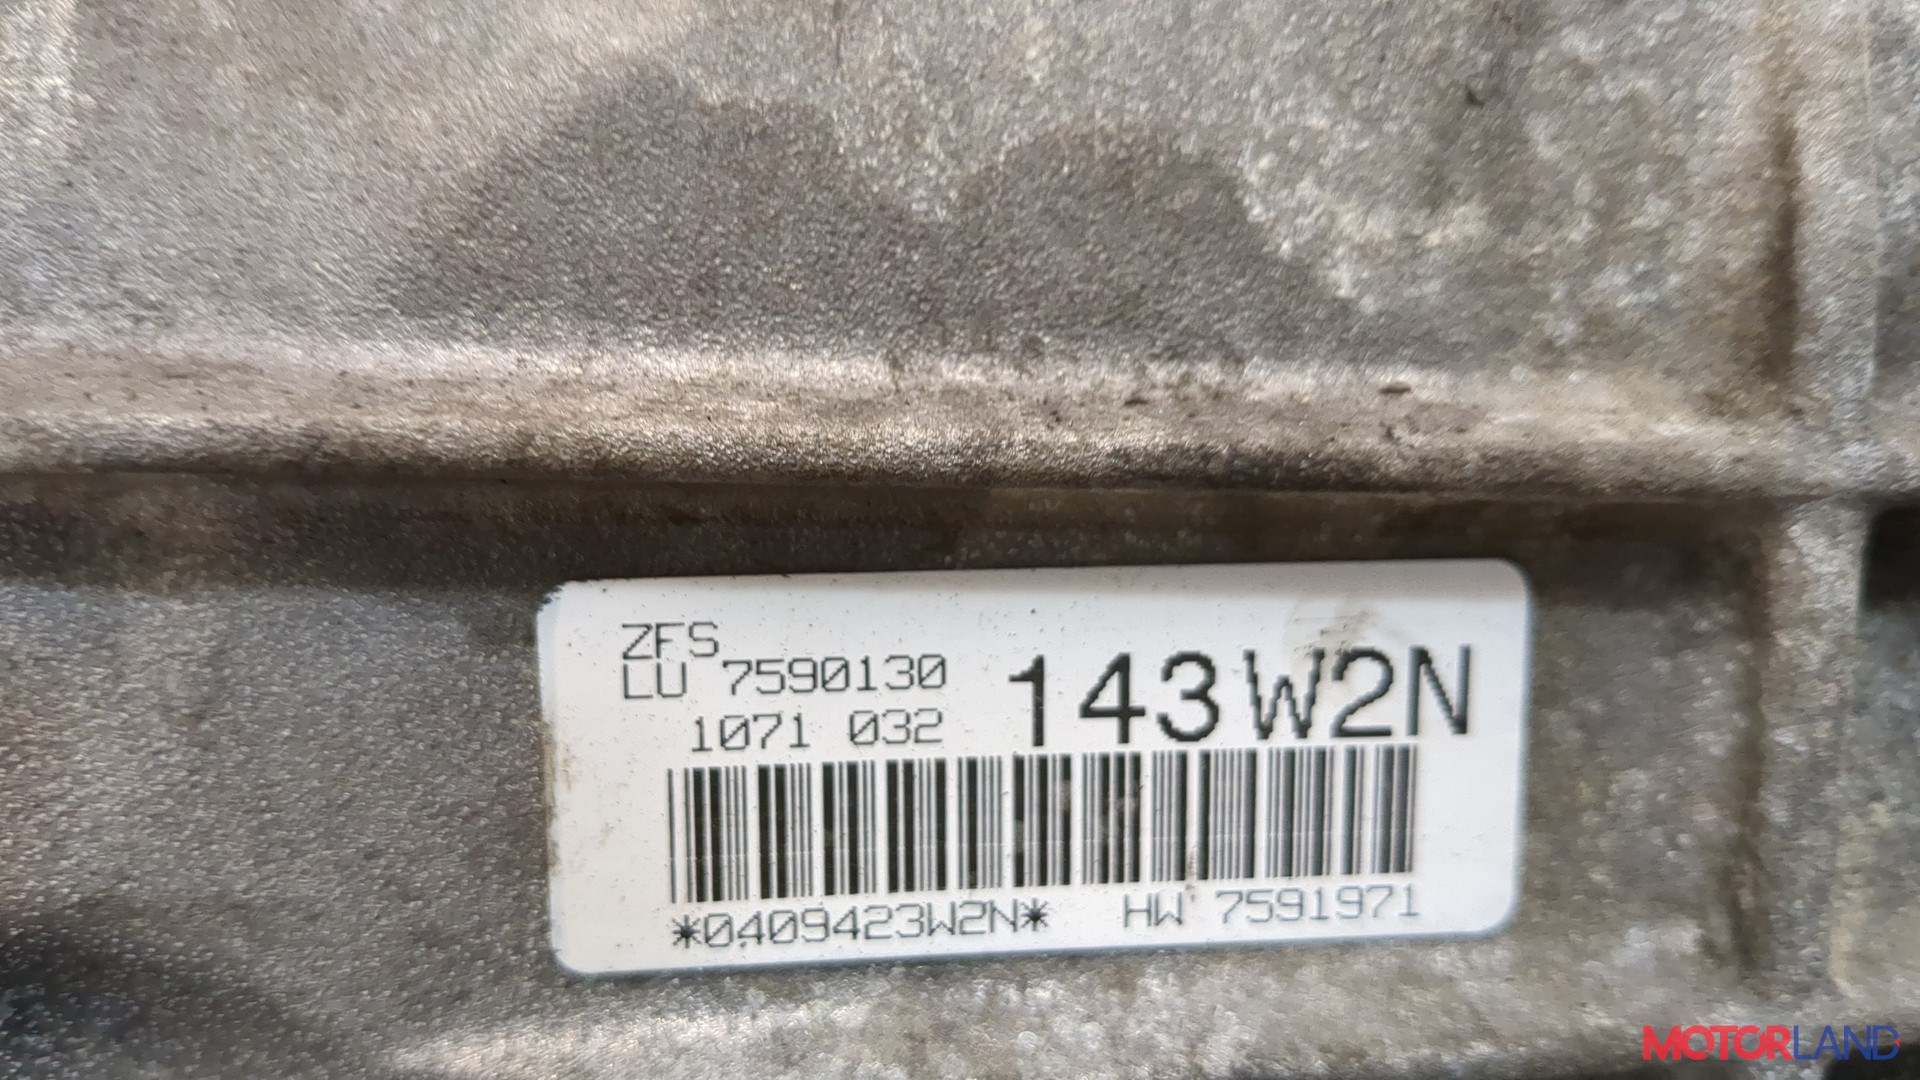 ZFS
LU 7590130 143W2N
1071 032
*0409423W2N* HW 7591971
MOTORLAND